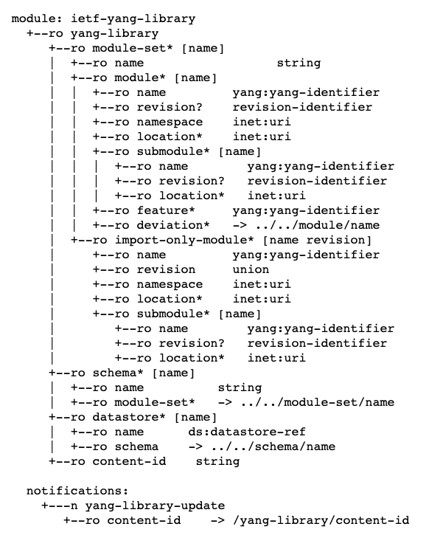 module: ietf-yang-library
  +--ro yang-library
     +--ro module-set* [name]
     |  +--ro name                  string
     |  +--ro module* [name]
     |  |  +--ro name         yang:yang-identifier
     |  |  +--ro revision?    revision-identifier
     |  |  +--ro namespace    inet:uri
     |  |  +--ro location*    inet:uri
     |  |  +--ro submodule* [name]
     |  |  |  +--ro name         yang:yang-identifier
     |  |  |  +--ro revision?    revision-identifier
     |  |  |  +--ro location*    inet:uri
     |  |  +--ro feature*     yang:yang-identifier
     |  |  +--ro deviation*   -> ../../module/name
     |  +--ro import-only-module* [name revision]
     |     +--ro name         yang:yang-identifier
     |     +--ro revision     union
     |     +--ro namespace    inet:uri
     |     +--ro location*    inet:uri
     |     +--ro submodule* [name]
     |        +--ro name         yang:yang-identifier
     |        +--ro revision?    revision-identifier
     |        +--ro location*    inet:uri
     +--ro schema* [name]
     |  +--ro name          string
     |  +--ro module-set*   -> ../../module-set/name
     +--ro datastore* [name]
     |  +--ro name      ds:datastore-ref
     |  +--ro schema    -> ../../schema/name
     +--ro content-id    string

  notifications:
    +---n yang-library-update
       +--ro content-id    -> /yang-library/content-id